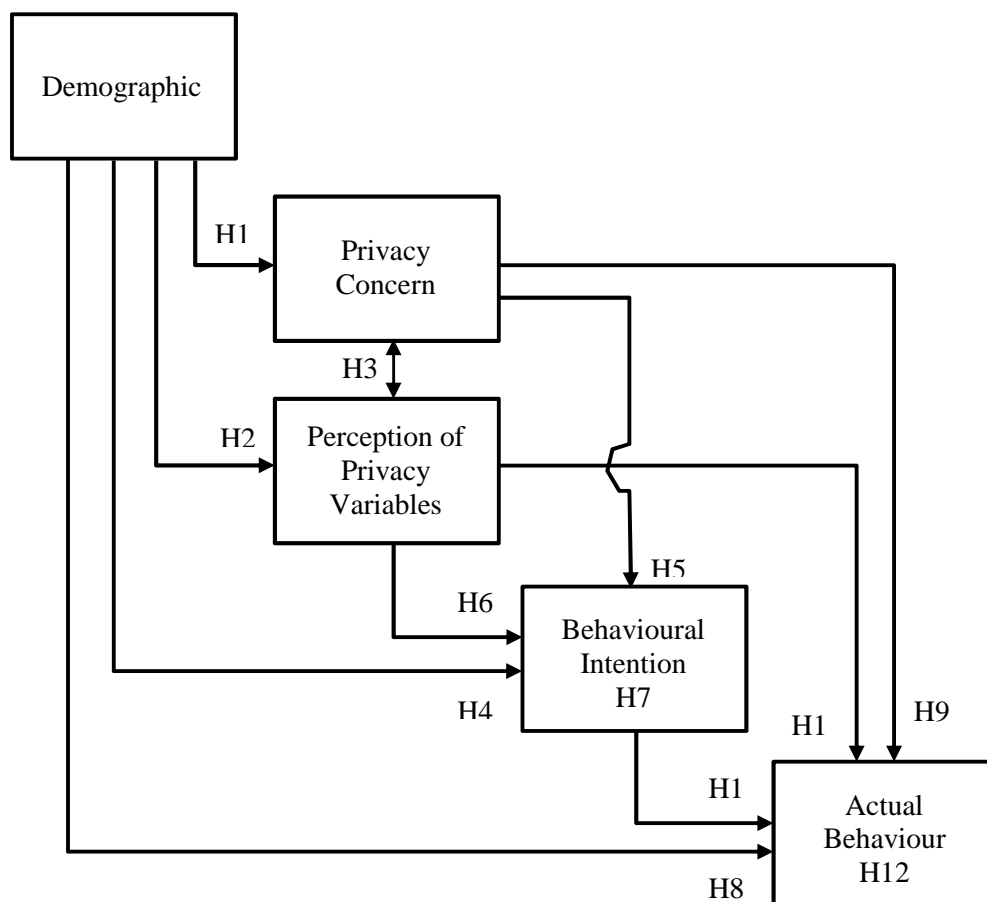 Demographic
H1
Privacy
Concern
H3
H2
Perception of
Privacy
Variables
H5
H6
Behavioural
Intention
H7
H4
H9
H1
H1
Actual
Behaviour
H12
H8